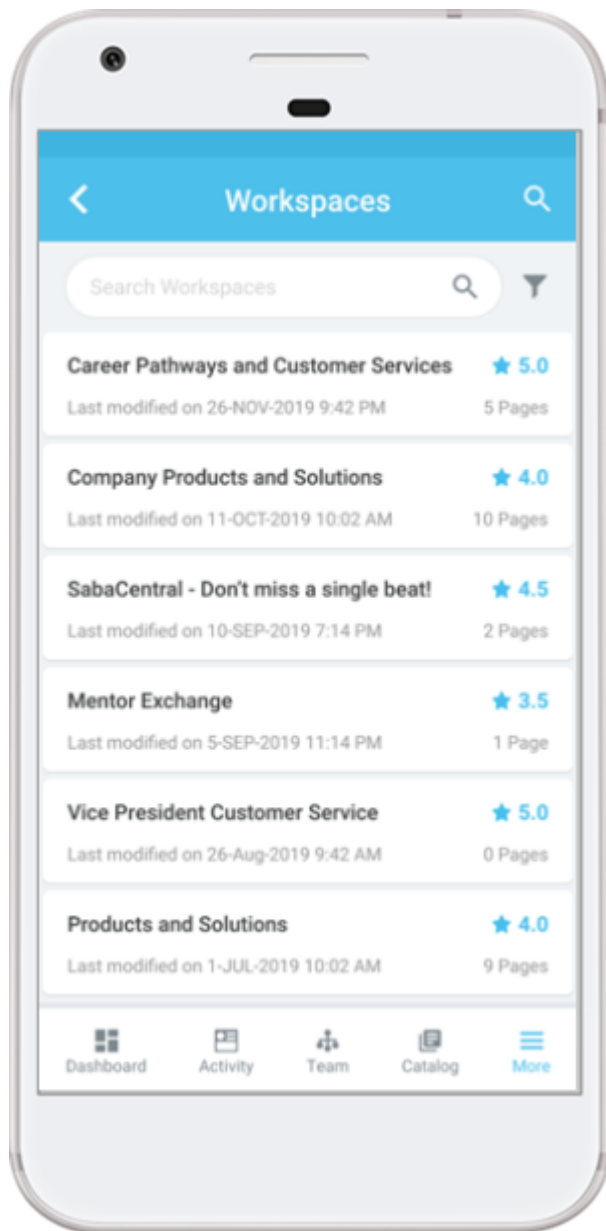 Workspaces
Search Workspaces
Career Pathways and Customer Services 5.0
Last modified on 26-NOV-2019 9:42 PM 5 Pages
Company Products and Solutions 4.0
Last modified on 11-OCT-2019 10:02 AM 10 Pages
SabaCentral - Don't miss a single beat! 4.5
Last modified on 10-SEP-2019 7:14 PM 2 Pages
Mentor Exchange 3.5
Last modified on 5-SEP-2019 11:14 PM 1 Page
Vice President Customer Service 5.0
Last modified on 26-Aug-2019 9:42 AM 0 Pages
Products and Solutions 4.0
Last modified on 1-JUL-2019 10:02 AM 9 Pages
Dashboard Activity Team Catalog More